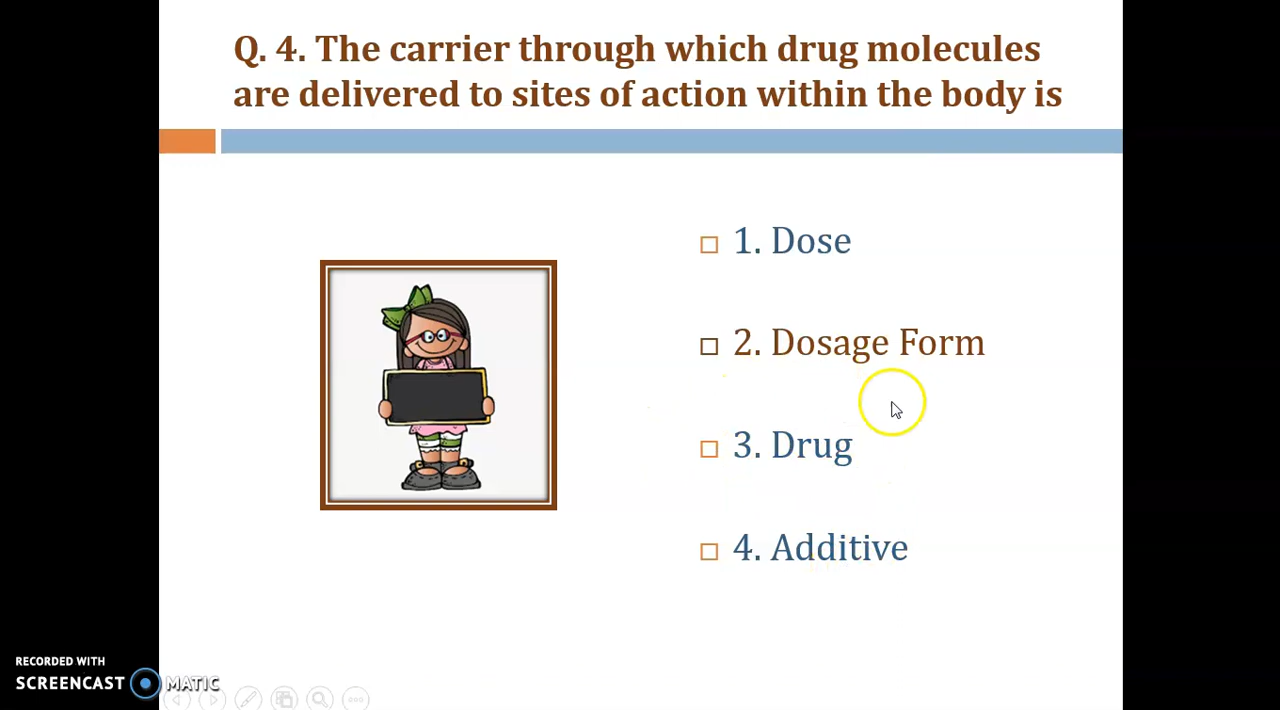 Q. 4. The carrier through which drug molecules
are delivered to sites of action within the body is
1. Dose
2. Dosage Form
3. Drug
4. Additive
RECORDED WITH
SCREENCAST MATIC